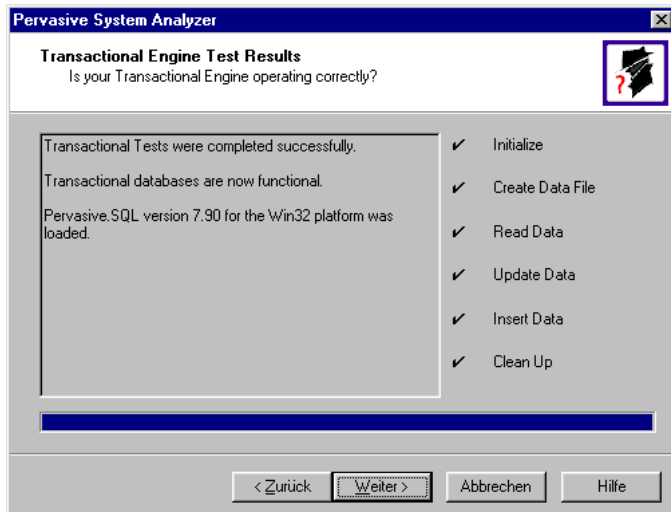 Pervasive System Analyzer
Transactional Engine Test Results
Is your Transactional Engine operating correctly?
?
Transactional Tests were completed successfully.
Transactional databases are now functional.
Pervasive.SQL version 7.90 for the Win32 platform was
loaded.
Initialize
Create Data File
Read Data
Update Data
Insert Data
Clean Up
< Zurück
Weiter >
Abbrechen
Hilfe